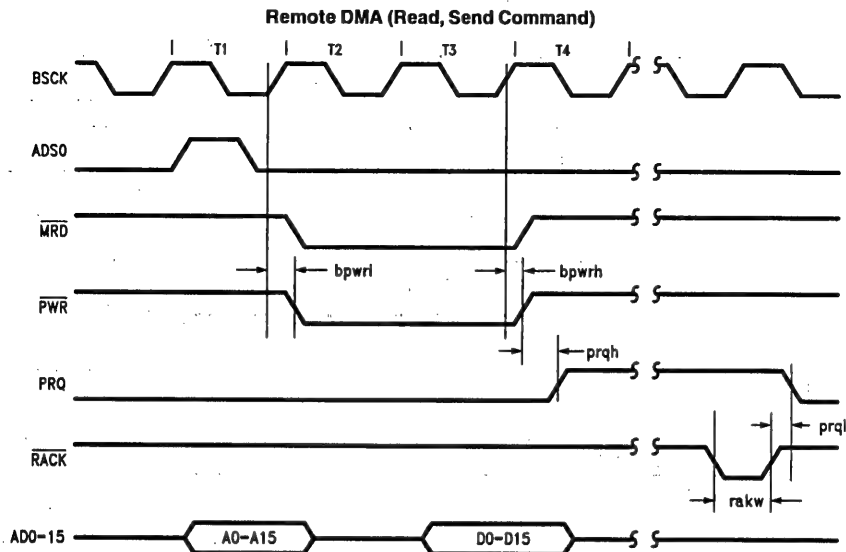 Remote DMA (Read, Send Command)
T1 T2 T3 T4
BSCK
ADS0
MRD
bpwrl bpwrh
PWR
prqh
PRQ
prql
RACK
rakw
AD0-15 A0-A15 D0-D15